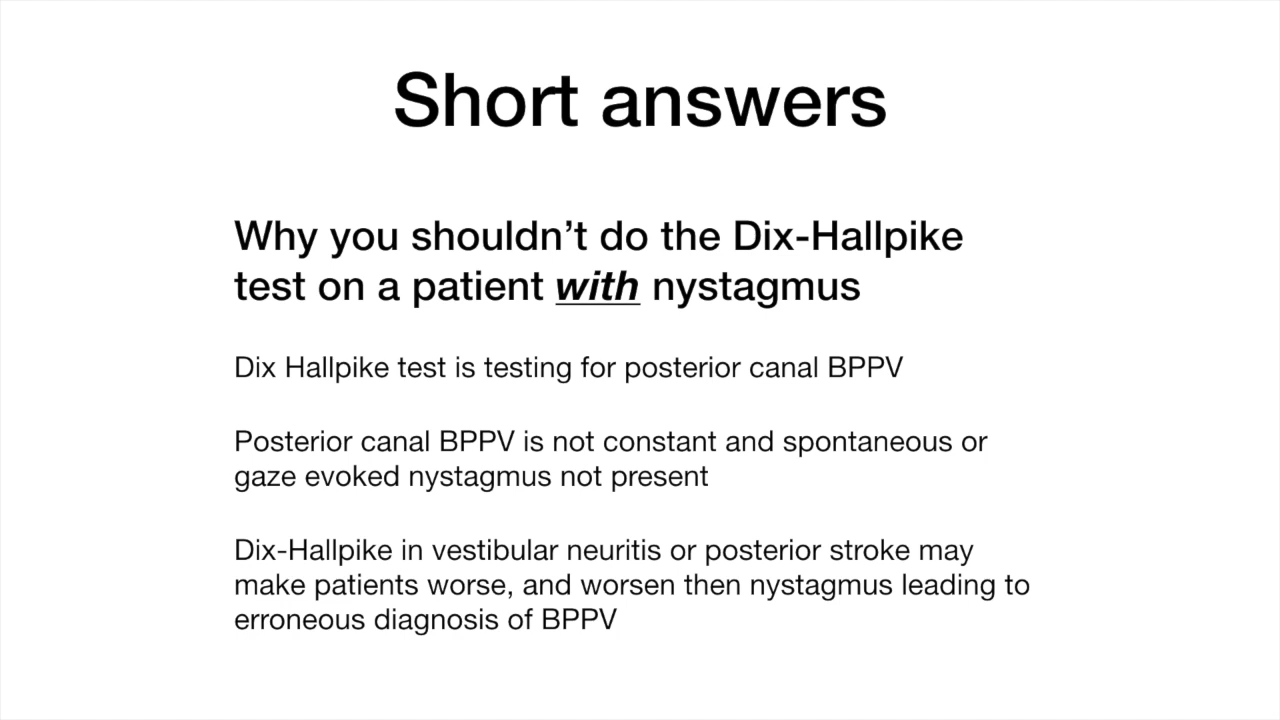 Short answers
Why you shouldn’t do the Dix-Hallpike
test on a patient with nystagmus
Dix Hallpike test is testing for posterior canal BPPV
Posterior canal BPPV is not constant and spontaneous or
gaze evoked nystagmus not present
Dix-Hallpike in vestibular neuritis or posterior stroke may
make patients worse, and worsen then nystagmus leading to
erroneous diagnosis of BPPV